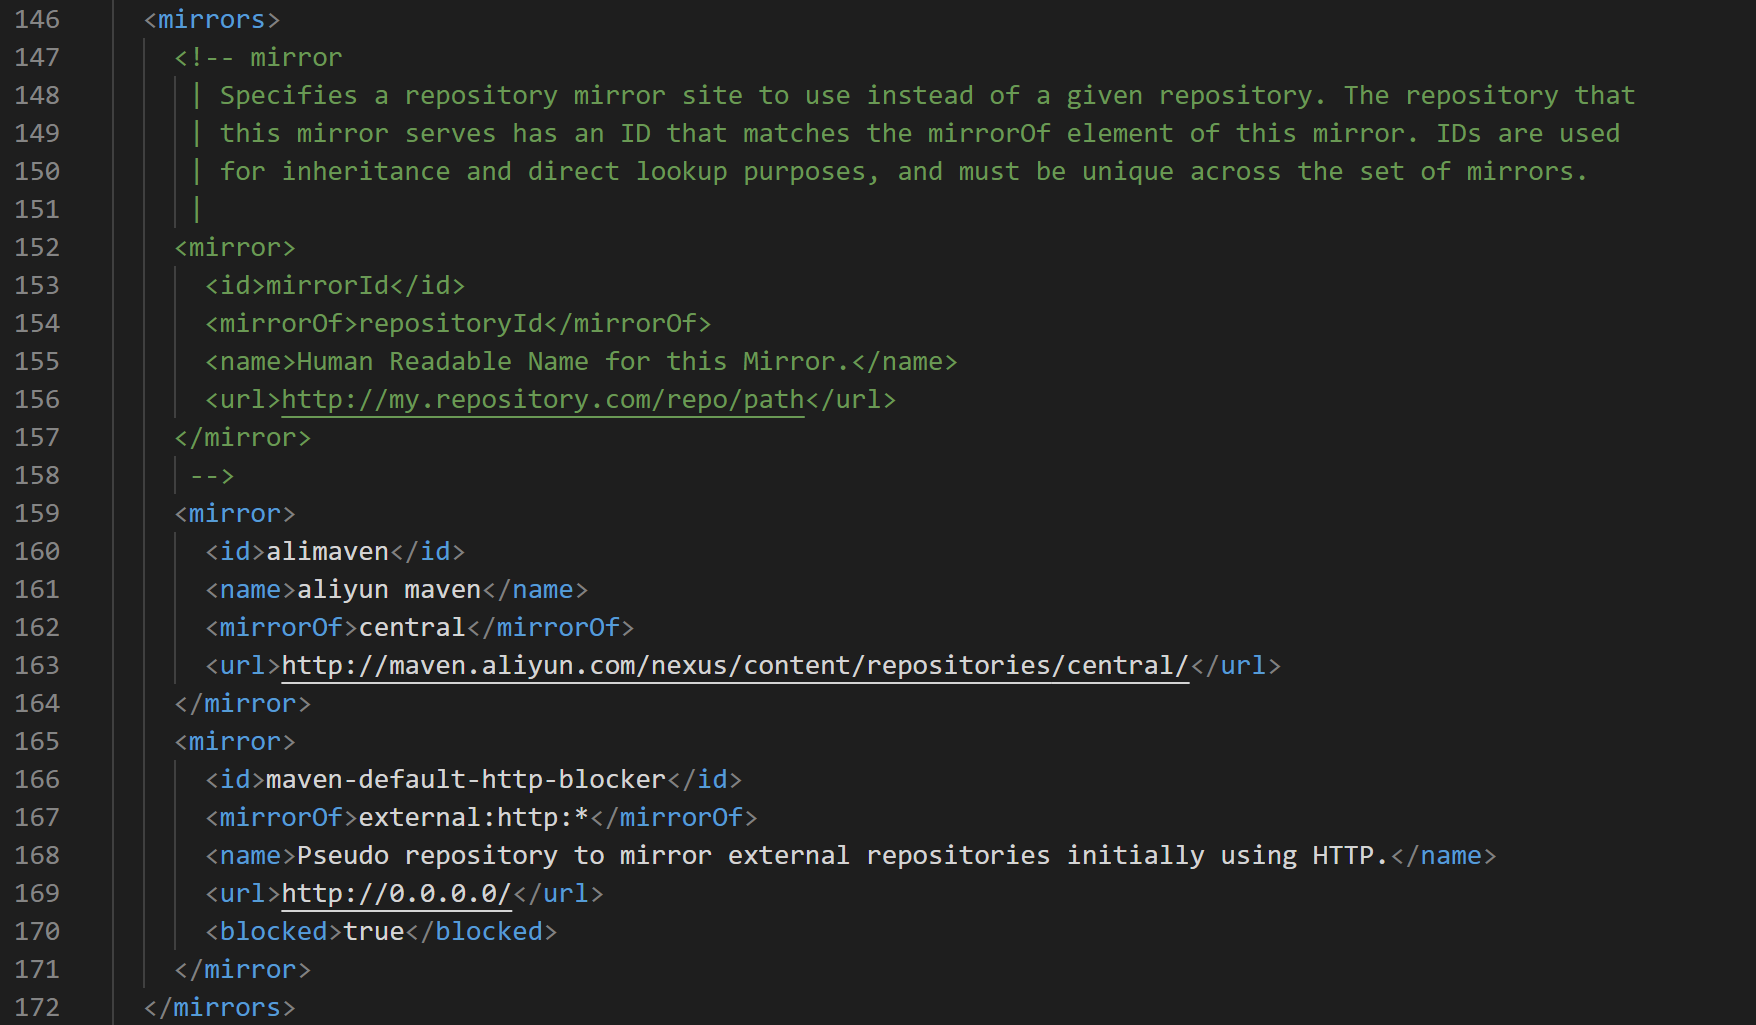 146 <mirrors>
147 <!-- mirror
148 | Specifies a repository mirror site to use instead of a given repository. The repository that
149 | this mirror serves has an ID that matches the mirrorOf element of this mirror. IDs are used
150 | for inheritance and direct lookup purposes, and must be unique across the set of mirrors.
151 |
152 <mirror>
153 <id>mirrorId</id>
154 <mirrorOf>repositoryId</mirrorOf>
155 <name>Human Readable Name for this Mirror.</name>
156 <url>http://my.repository.com/repo/path</url>
157 </mirror>
158 -->
159 <mirror>
160 <id>alimaven</id>
161 <name>aliyun maven</name>
162 <mirrorOf>central</mirrorOf>
163 <url>http://maven.aliyun.com/nexus/content/repositories/central/</url>
164 </mirror>
165 <mirror>
166 <id>maven-default-http-blocker</id>
167 <mirrorOf>external:http:*</mirrorOf>
168 <name>Pseudo repository to mirror external repositories initially using HTTP.</name>
169 <url>http://0.0.0.0/</url>
170 <blocked>true</blocked>
171 </mirror>
172 </mirrors>